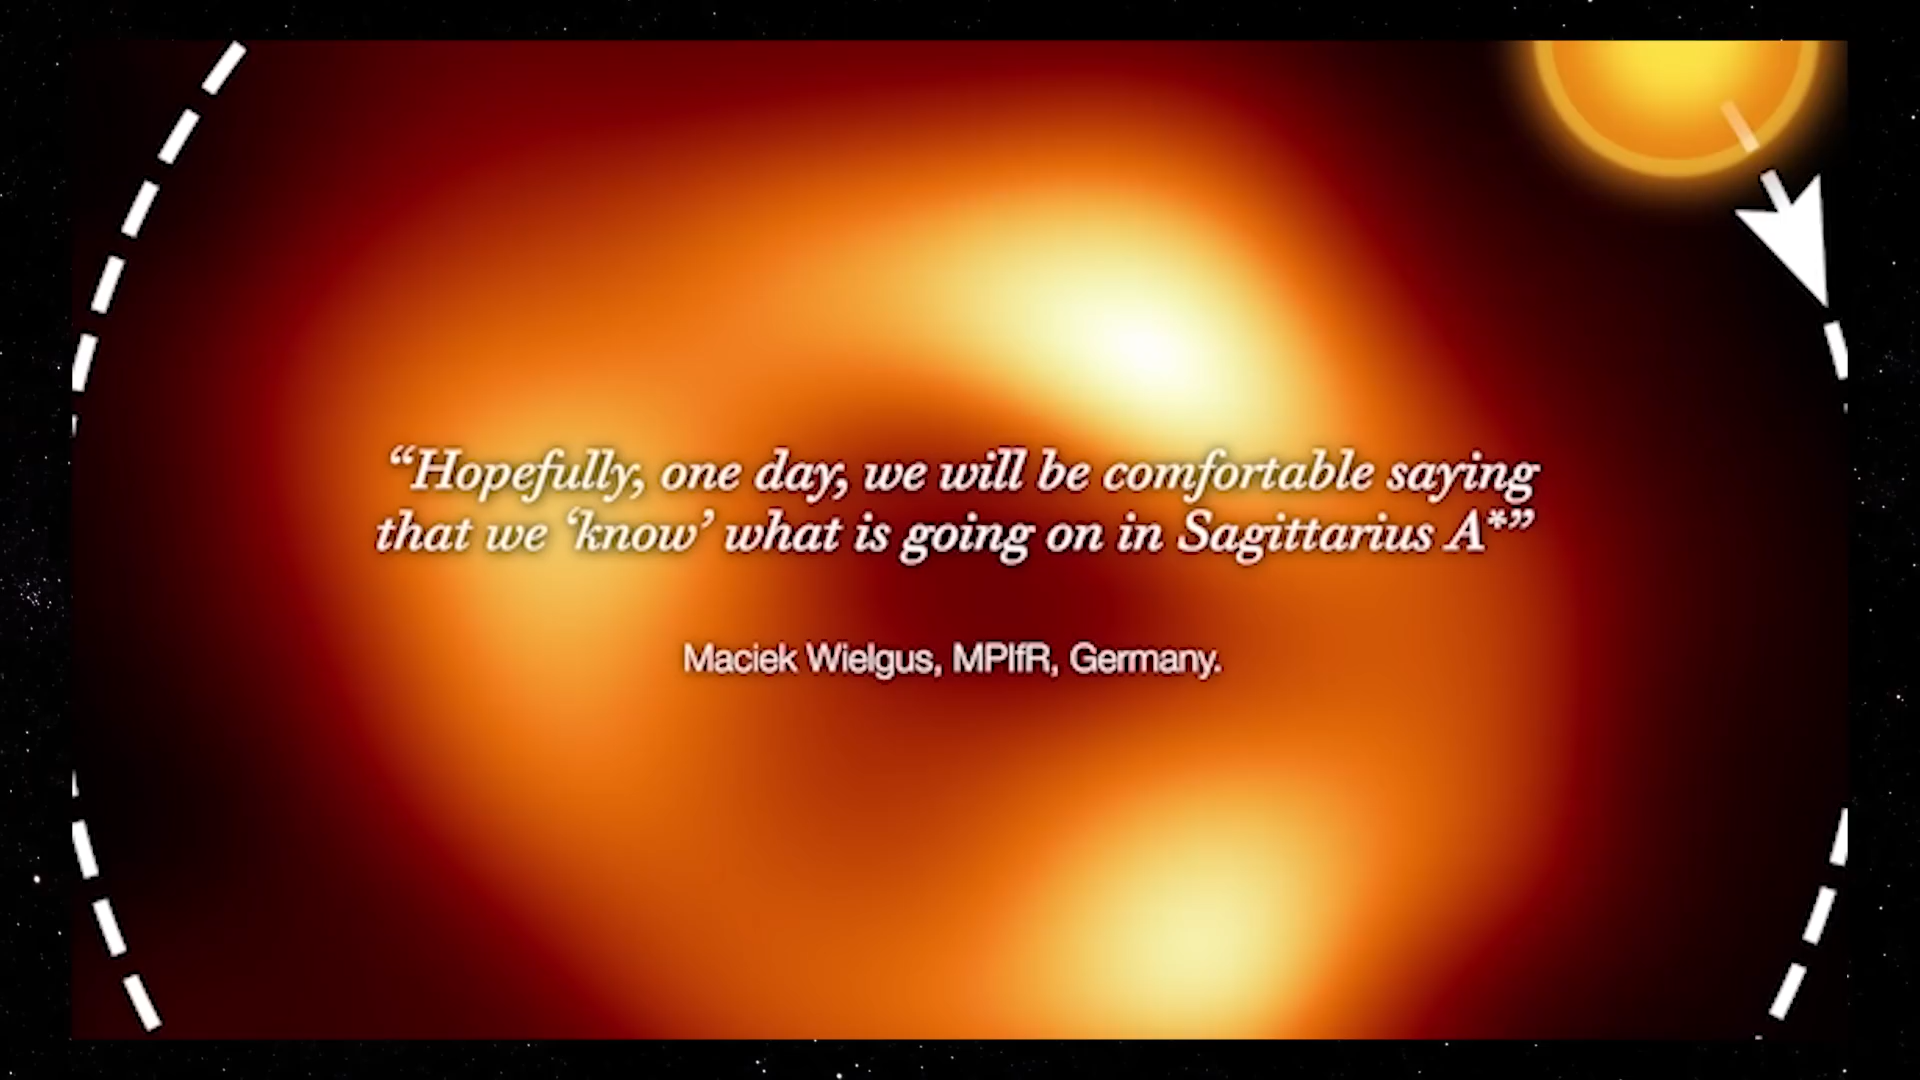 “Hopefully, one day, we will be comfortable saying
that we ‘know’ what is going on in Sagittarius A*”
Maciek Wielgus, MPIfR, Germany.